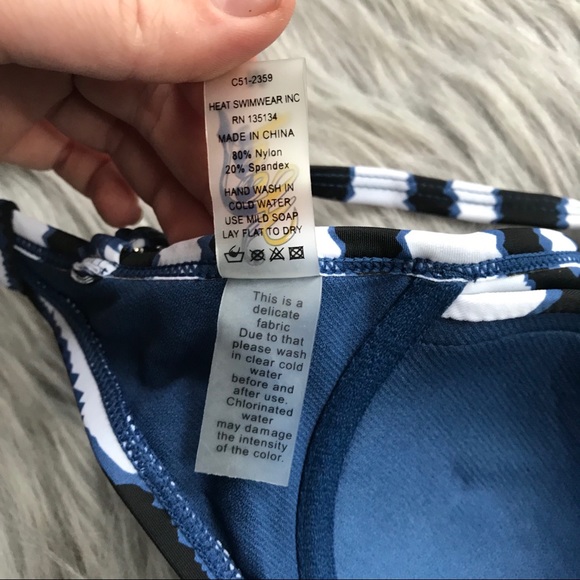 C51-2359
HEAT SWIMWEAR INC
RN 135134
MADE IN CHINA
80% Nylon
20% Spandex
HAND WASH IN
COLD WATER
USE MILD SOAP
LAY FLAT TO DRY
This is a
delicate
fabric
Due to that
please wash
in clear cold
water
before and
after use.
Chlorinated
water
may damage
the intensity
of the color.